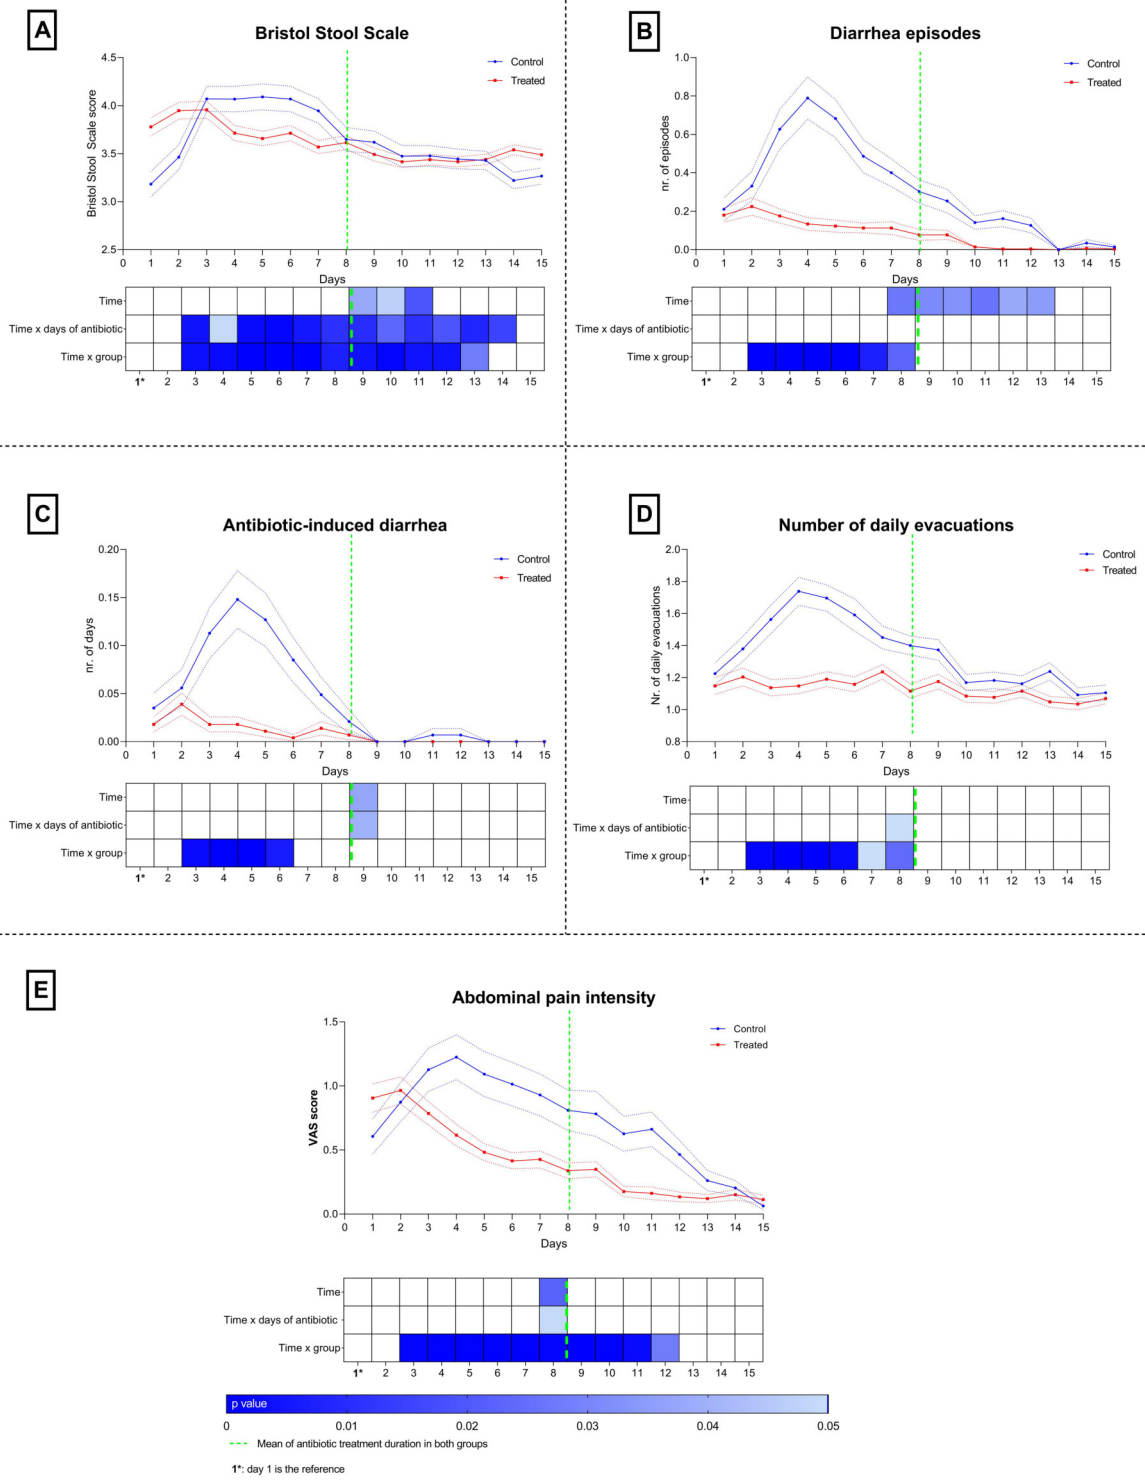 A
Bristol Stool Scale
Control
Treated
Bristol Stool Scale score
4.5
4.0
3.5
3.0
2.5
0 1 2 3 4 5 6 7 8 9 10 11 12 13 14 15
Days
Time
Time x days of antibiotic
Time x group
1* 2 3 4 5 6 7 8 9 10 11 12 13 14 15
B
Diarrhea episodes
Control
Treated
nr. of episodes
1.0
0.8
0.6
0.4
0.2
0.0
0 1 2 3 4 5 6 7 8 9 10 11 12 13 14 15
Days
Time
Time x days of antibiotic
Time x group
1* 2 3 4 5 6 7 8 9 10 11 12 13 14 15
C
Antibiotic-induced diarrhea
Control
Treated
nr. of days
0.20
0.15
0.10
0.05
0.00
0 1 2 3 4 5 6 7 8 9 10 11 12 13 14 15
Days
Time
Time x days of antibiotic
Time x group
1* 2 3 4 5 6 7 8 9 10 11 12 13 14 15
D
Number of daily evacuations
Control
Treated
Nr. of daily evacuations
2.0
1.8
1.6
1.4
1.2
1.0
0.8
0 1 2 3 4 5 6 7 8 9 10 11 12 13 14 15
Days
Time
Time x days of antibiotic
Time x group
1* 2 3 4 5 6 7 8 9 10 11 12 13 14 15
E
Abdominal pain intensity
Control
Treated
VAS score
1.5
1.0
0.5
0.0
0 1 2 3 4 5 6 7 8 9 10 11 12 13 14 15
Days
Time
Time x days of antibiotic
Time x group
1* 2 3 4 5 6 7 8 9 10 11 12 13 14 15
p value
0 0.01 0.02 0.03 0.04 0.05
Mean of antibiotic treatment duration in both groups
1*: day 1 is the reference